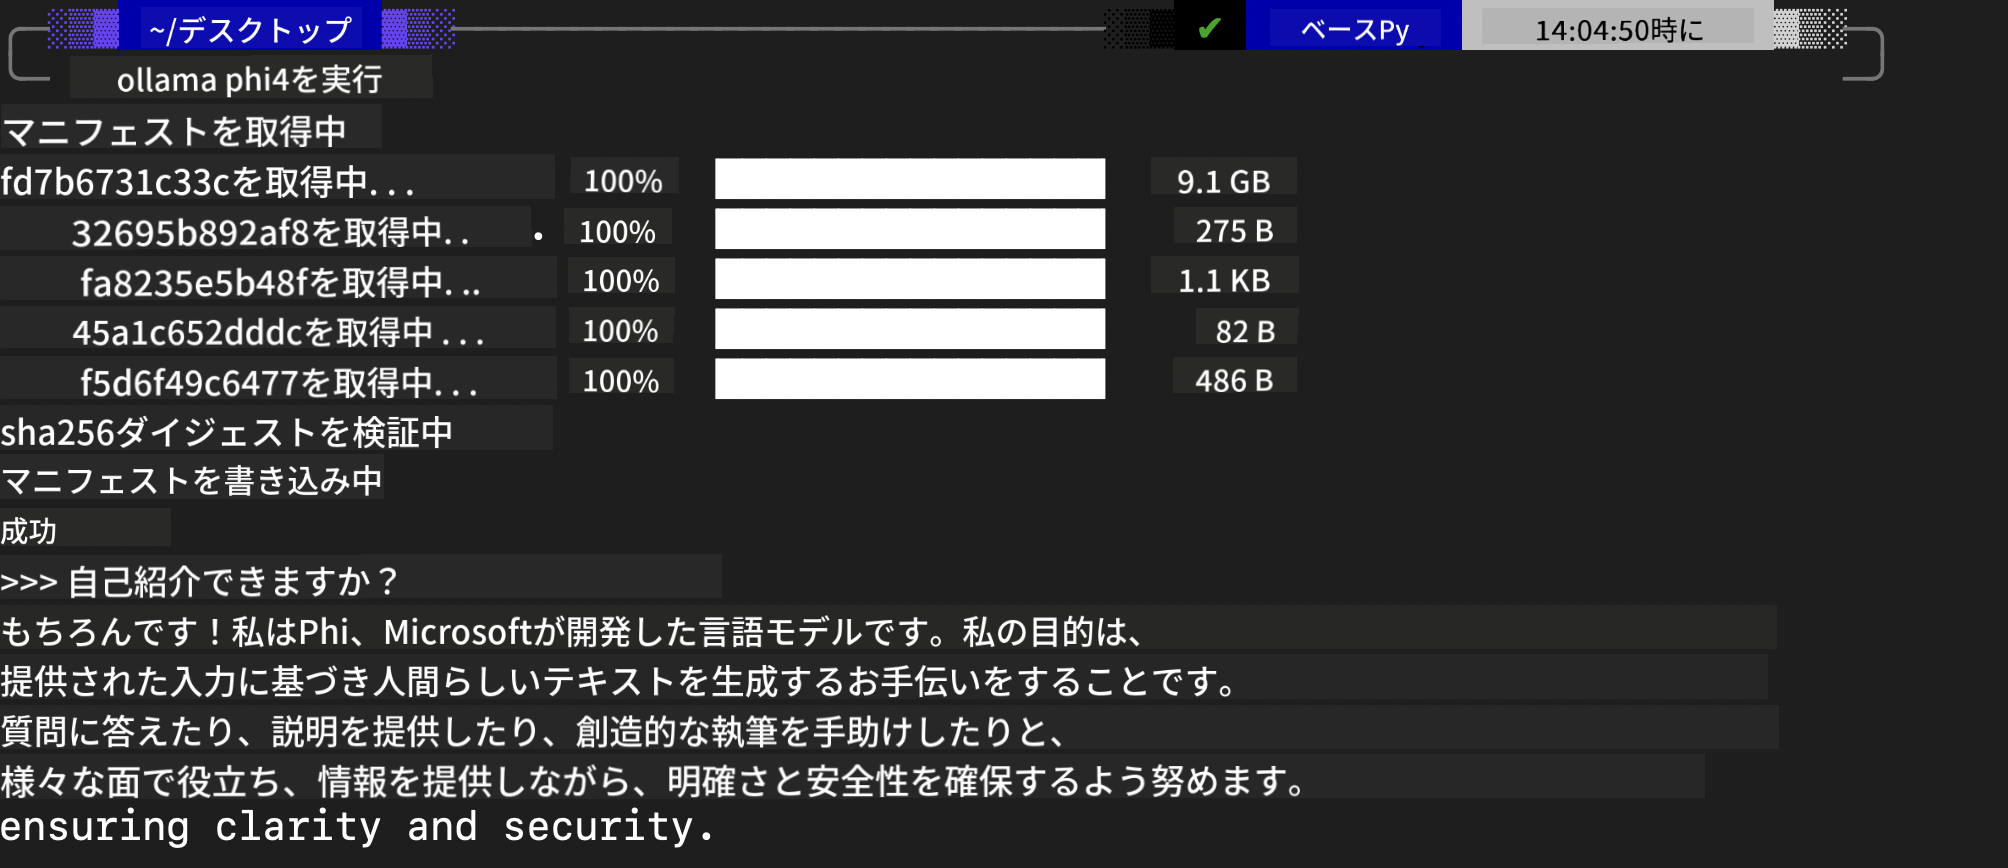 ~/デスクトップ ✔ ベースPy 14:04:50時に
ollama phi4を実行
マニフェストを取得中
fd7b6731c33cを取得中... 100% 9.1 GB
32695b892af8を取得中. . . 100% 275 B
fa8235e5b48fを取得中. .. 100% 1.1 KB
45a1c652dddcを取得中 ... 100% 82 B
f5d6f49c6477を取得中... 100% 486 B
sha256ダイジェストを検証中
マニフェストを書き込み中
成功
>>> 自己紹介できますか？
もちろんです！私はPhi、Microsoftが開発した言語モデルです。私の目的は、
提供された入力に基づき人間らしいテキストを生成するお手伝いをすることです。
質問に答えたり、説明を提供したり、創造的な執筆を手助けしたりと、
様々な面で役立ち、情報を提供しながら、明確さと安全性を確保するよう努めます。
ensuring clarity and security.